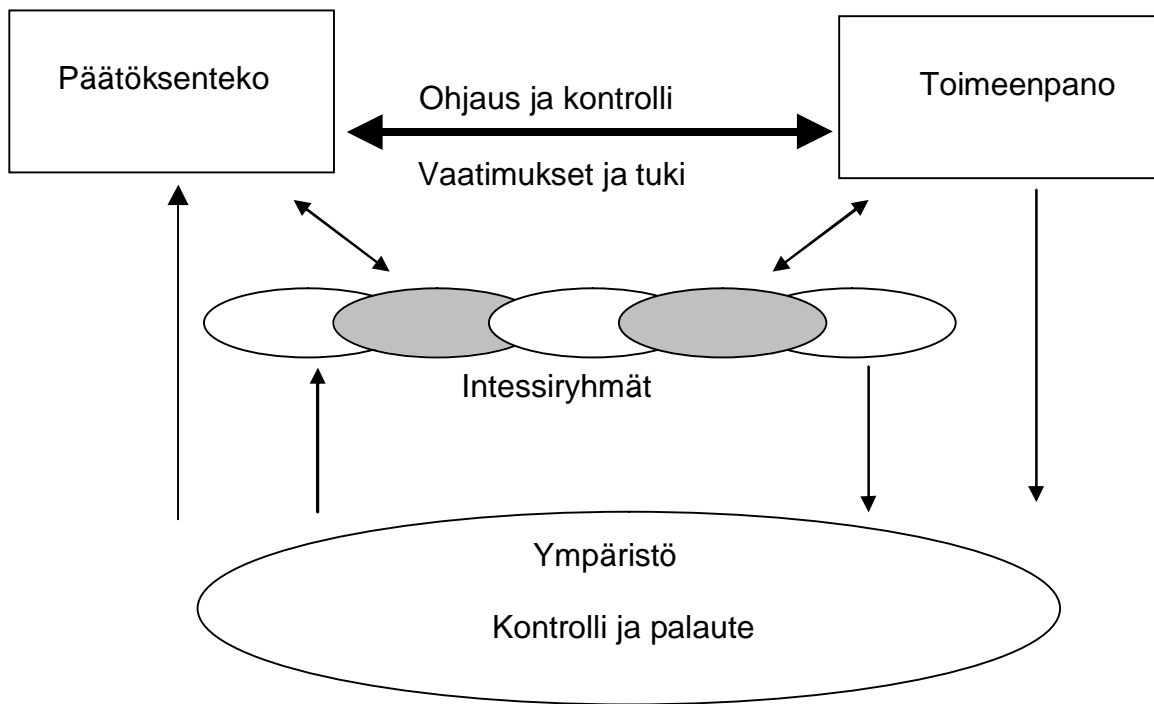 Päätöksenteko
Ohjaus ja kontrolli
Toimeenpano
Vaatimukset ja tuki
Intessiryhmät
Ympäristö
Kontrolli ja palaute